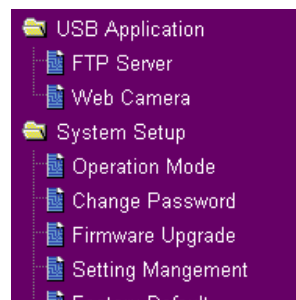 USB Application
FTP Server
Web Camera
System Setup
Operation Mode
Change Password
Firmware Upgrade
Setting Mangement